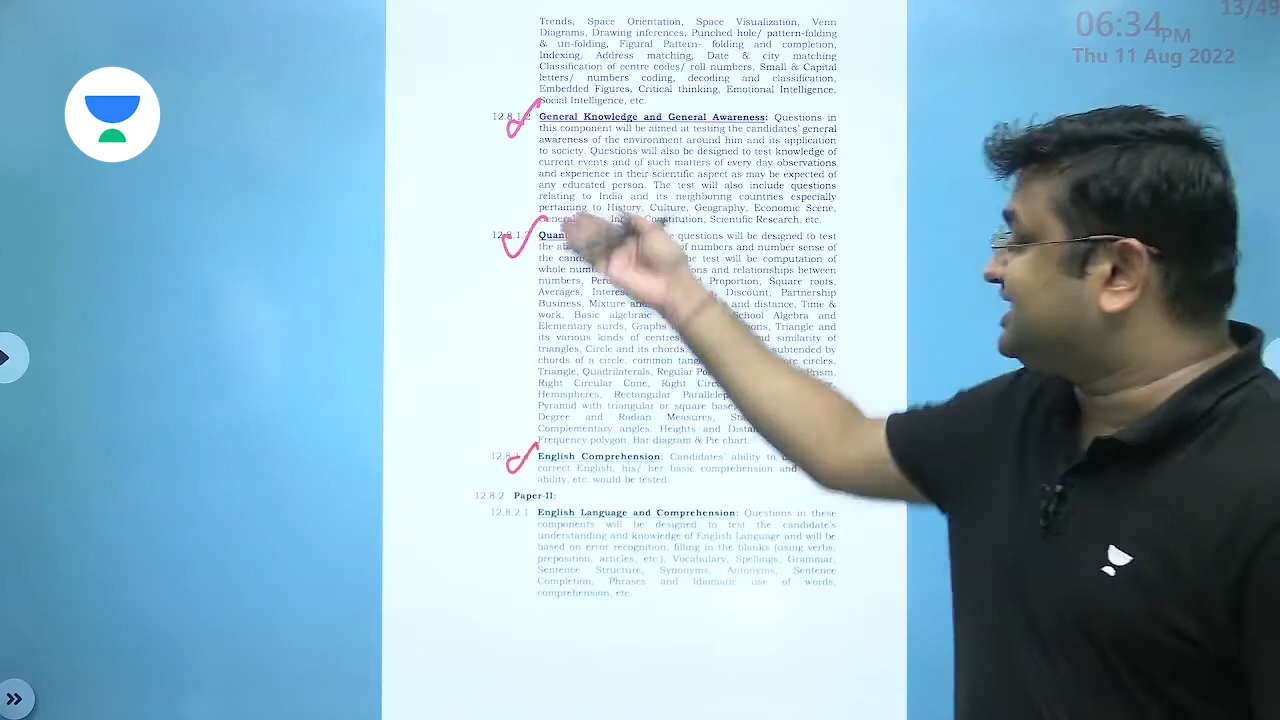 13/49
06:34 PM
Thu 11 Aug 2022
Trends, Space Orientation, Space Visualization, Venn
Diagrams, Drawing inferences, Punched hole/ pattern-folding
& un-folding, Figural Pattern- folding and completion,
Indexing, Address matching, Date & city matching
Classification of centre codes/ roll numbers, Small & Capital
letters/ numbers coding, decoding and classification,
Embedded Figures, Critical thinking, Emotional Intelligence,
Social Intelligence, etc.
12.8.1.2 General Knowledge and General Awareness: Questions in
this component will be aimed at testing the candidates' general
awareness of the environment around him and its application
to society. Questions will also be designed to test knowledge of
current events and of such matters of every day observations
and experience in their scientific aspect as may be expected of
any educated person. The test will also include questions
relating to India and its neighboring countries especially
pertaining to History, Culture, Geography, Economic Scene,
Constitution, Scientific Research, etc.
questions will be designed to test
the of numbers and number sense of
the the test will be computation of
whole and relationships between
numbers, Proportion, Square roots,
Averages, Discount, Partnership
Business, Mixture and distance, Time &
work, Basic algebraic School Algebra and
Elementary surds, Graphs Triangle and
its various kinds of centres, similarity of
triangles, Circle and its chords, subtended by
chords of a circle, common circles,
Triangle, Quadrilaterals, Regular Prism,
Right Circular Cone, Right
Hemispheres, Rectangular
Pyramid with triangular or square base,
Degree and Radian Measures,
Complementary angles, Heights and
Frequency polygon, Bar diagram & Pie chart
English Comprehension: Candidates' ability to
correct English, his/ her basic comprehension and
ability, etc. would be tested.
12.8.2 Paper-II:
12.8.2.1 English Language and Comprehension: Questions in these
components will be designed to test the candidate's
understanding and knowledge of English Language and will be
based on error recognition, filling in the blanks (using verbs,
preposition, articles, etc.), Vocabulary, Spellings, Grammar,
Sentence Structure, Synonyms, Antonyms, Sentence
Completion, Phrases and Idiomatic use of words,
comprehension, etc.